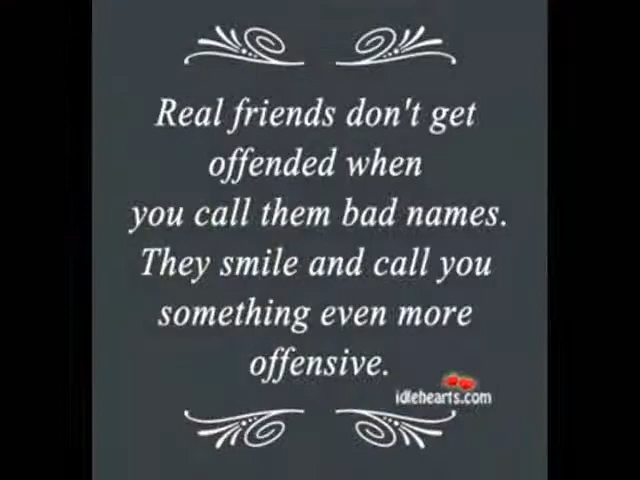 Real friends don't get
offended when
you call them bad names.
They smile and call you
something even more
offensive.
idlehearts.com